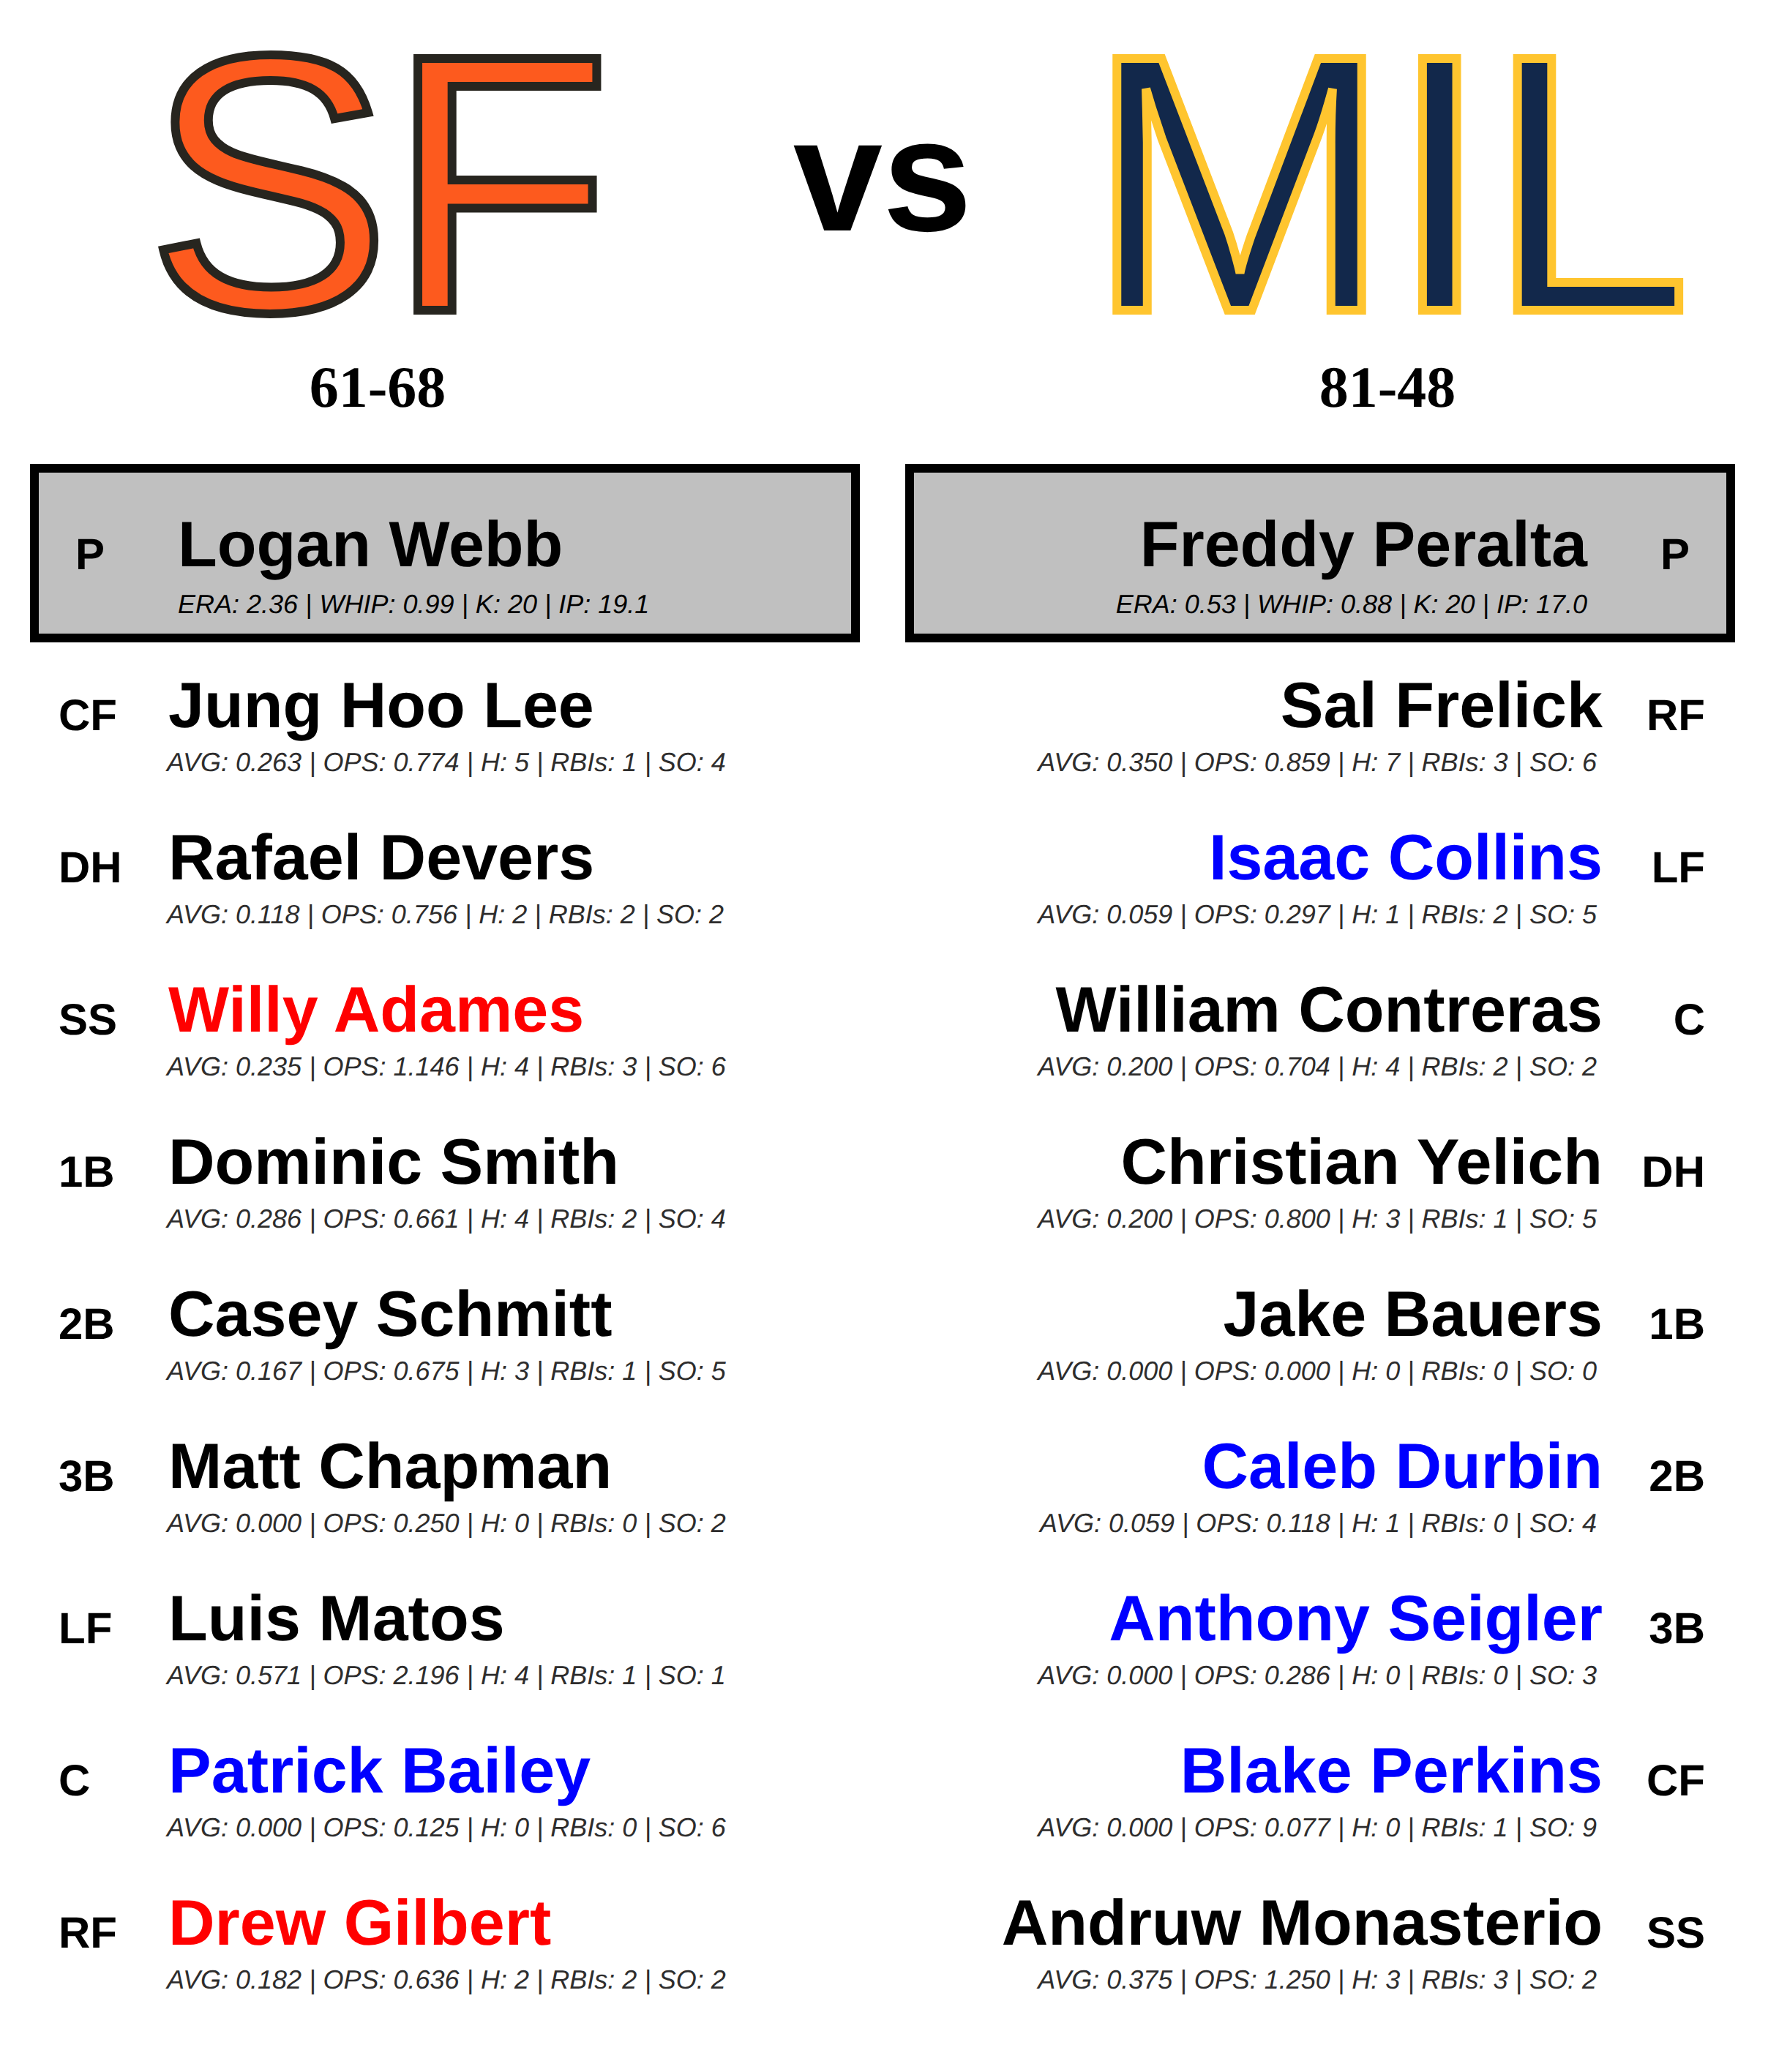 SF vs MIL
61-68 81-48
P Logan Webb
ERA: 2.36 | WHIP: 0.99 | K: 20 | IP: 19.1
Freddy Peralta P
ERA: 0.53 | WHIP: 0.88 | K: 20 | IP: 17.0
CF Jung Hoo Lee
AVG: 0.263 | OPS: 0.774 | H: 5 | RBIs: 1 | SO: 4
DH Rafael Devers
AVG: 0.118 | OPS: 0.756 | H: 2 | RBIs: 2 | SO: 2
SS Willy Adames
AVG: 0.235 | OPS: 1.146 | H: 4 | RBIs: 3 | SO: 6
1B Dominic Smith
AVG: 0.286 | OPS: 0.661 | H: 4 | RBIs: 2 | SO: 4
2B Casey Schmitt
AVG: 0.167 | OPS: 0.675 | H: 3 | RBIs: 1 | SO: 5
3B Matt Chapman
AVG: 0.000 | OPS: 0.250 | H: 0 | RBIs: 0 | SO: 2
LF Luis Matos
AVG: 0.571 | OPS: 2.196 | H: 4 | RBIs: 1 | SO: 1
C Patrick Bailey
AVG: 0.000 | OPS: 0.125 | H: 0 | RBIs: 0 | SO: 6
RF Drew Gilbert
AVG: 0.182 | OPS: 0.636 | H: 2 | RBIs: 2 | SO: 2
Sal Frelick RF
AVG: 0.350 | OPS: 0.859 | H: 7 | RBIs: 3 | SO: 6
Isaac Collins LF
AVG: 0.059 | OPS: 0.297 | H: 1 | RBIs: 2 | SO: 5
William Contreras C
AVG: 0.200 | OPS: 0.704 | H: 4 | RBIs: 2 | SO: 2
Christian Yelich DH
AVG: 0.200 | OPS: 0.800 | H: 3 | RBIs: 1 | SO: 5
Jake Bauers 1B
AVG: 0.000 | OPS: 0.000 | H: 0 | RBIs: 0 | SO: 0
Caleb Durbin 2B
AVG: 0.059 | OPS: 0.118 | H: 1 | RBIs: 0 | SO: 4
Anthony Seigler 3B
AVG: 0.000 | OPS: 0.286 | H: 0 | RBIs: 0 | SO: 3
Blake Perkins CF
AVG: 0.000 | OPS: 0.077 | H: 0 | RBIs: 1 | SO: 9
Andruw Monasterio SS
AVG: 0.375 | OPS: 1.250 | H: 3 | RBIs: 3 | SO: 2